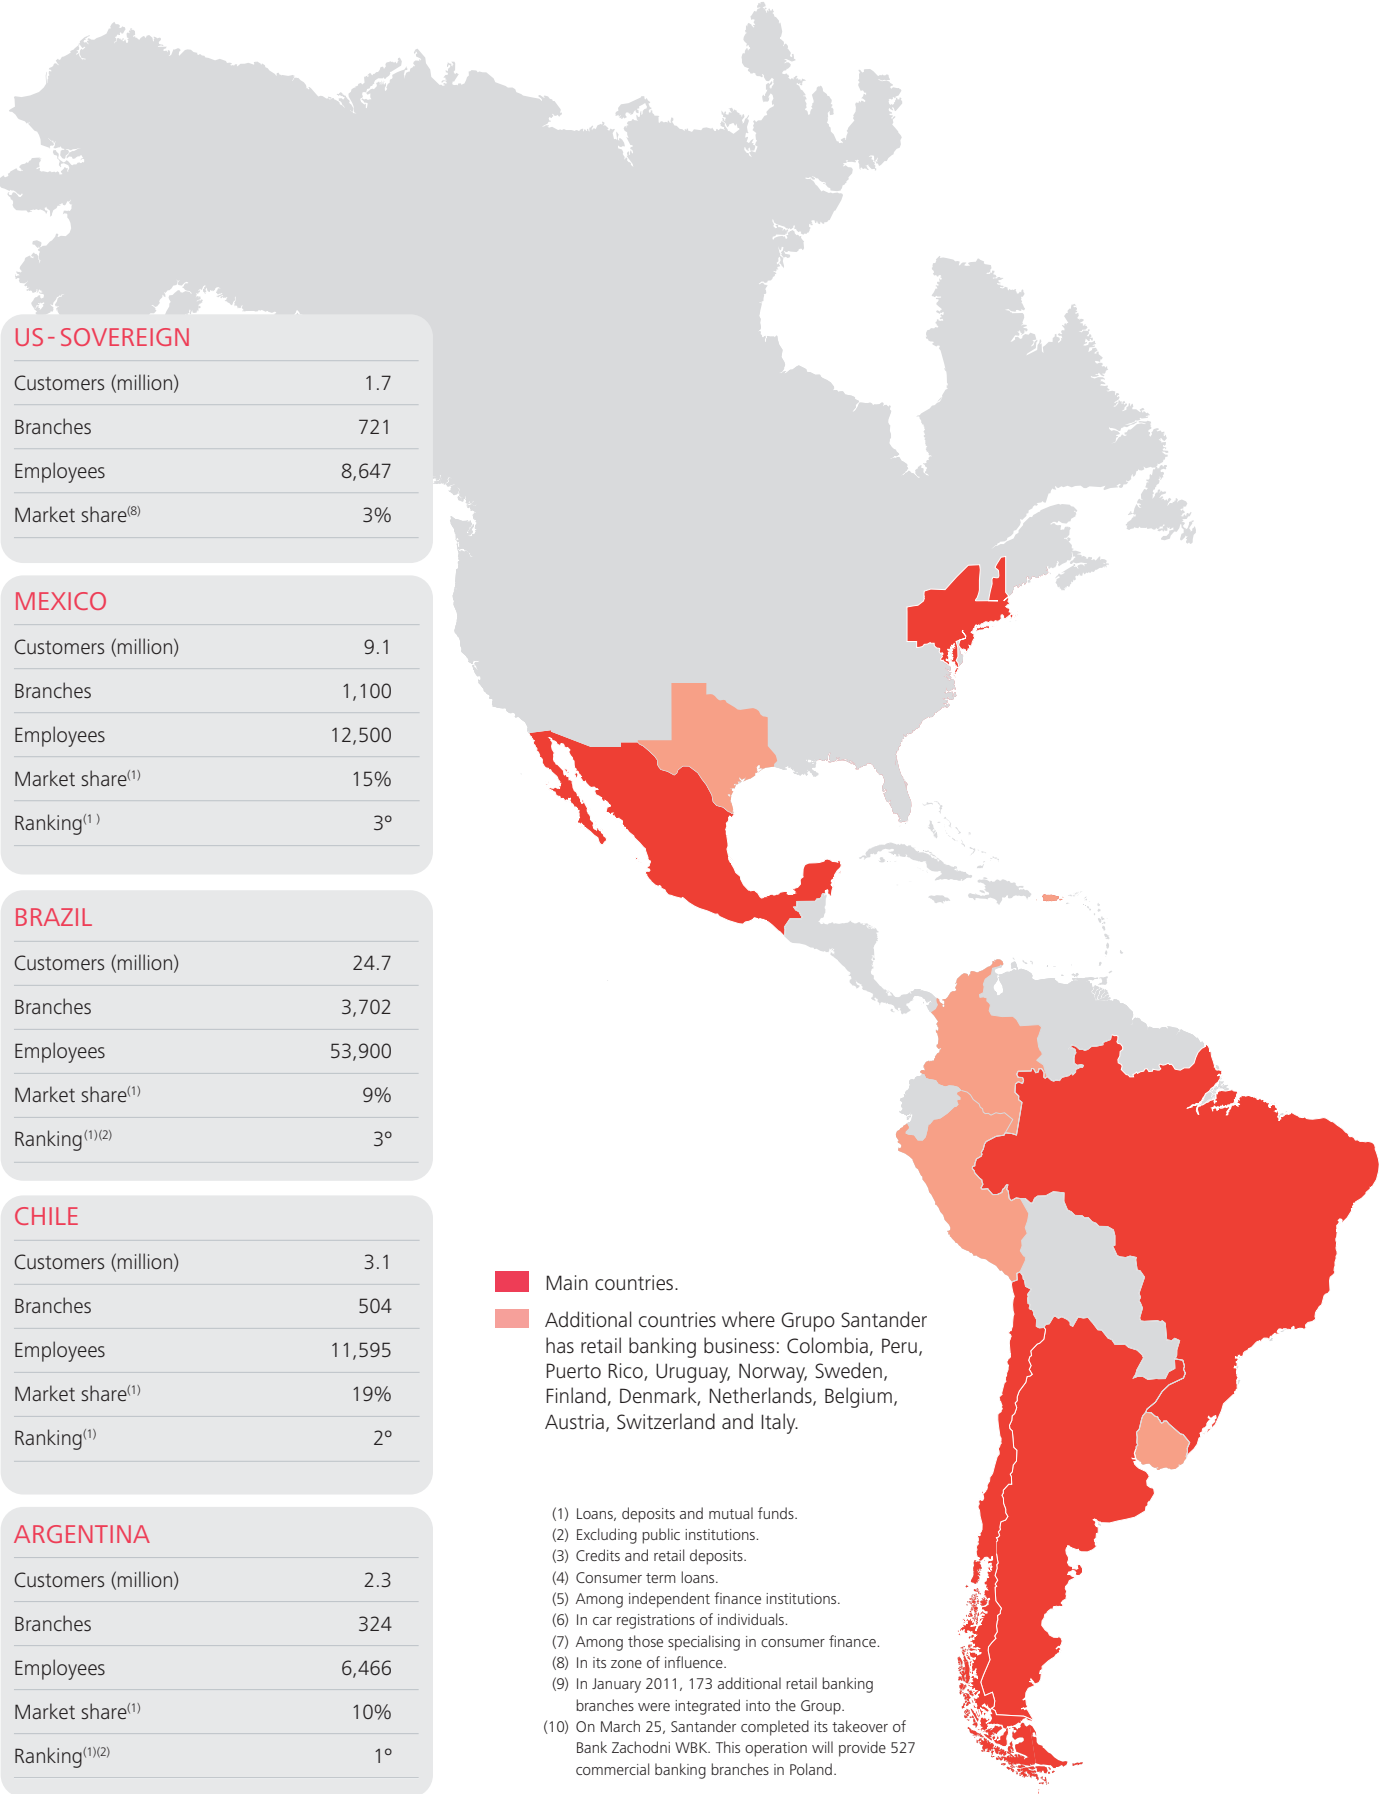 US - SOVEREIGN
Customers (million) 1.7
Branches 721
Employees 8,647
Market share(8) 3%
MEXICO
Customers (million) 9.1
Branches 1,100
Employees 12,500
Market share(1) 15%
Ranking(1 ) 3º
BRAZIL
Customers (million) 24.7
Branches 3,702
Employees 53,900
Market share(1) 9%
Ranking(1)(2) 3º
CHILE
Customers (million) 3.1
Branches 504
Employees 11,595
Market share(1) 19%
Ranking(1) 2º
ARGENTINA
Customers (million) 2.3
Branches 324
Employees 6,466
Market share(1) 10%
Ranking(1)(2) 1º
Main countries.
Additional countries where Grupo Santander
has retail banking business: Colombia, Peru,
Puerto Rico, Uruguay, Norway, Sweden,
Finland, Denmark, Netherlands, Belgium,
Austria, Switzerland and Italy.
(1) Loans, deposits and mutual funds.
(2) Excluding public institutions.
(3) Credits and retail deposits.
(4) Consumer term loans.
(5) Among independent finance institutions.
(6) In car registrations of individuals.
(7) Among those specialising in consumer finance.
(8) In its zone of influence.
(9) In January 2011, 173 additional retail banking
branches were integrated into the Group.
(10) On March 25, Santander completed its takeover of
Bank Zachodni WBK. This operation will provide 527
commercial banking branches in Poland.